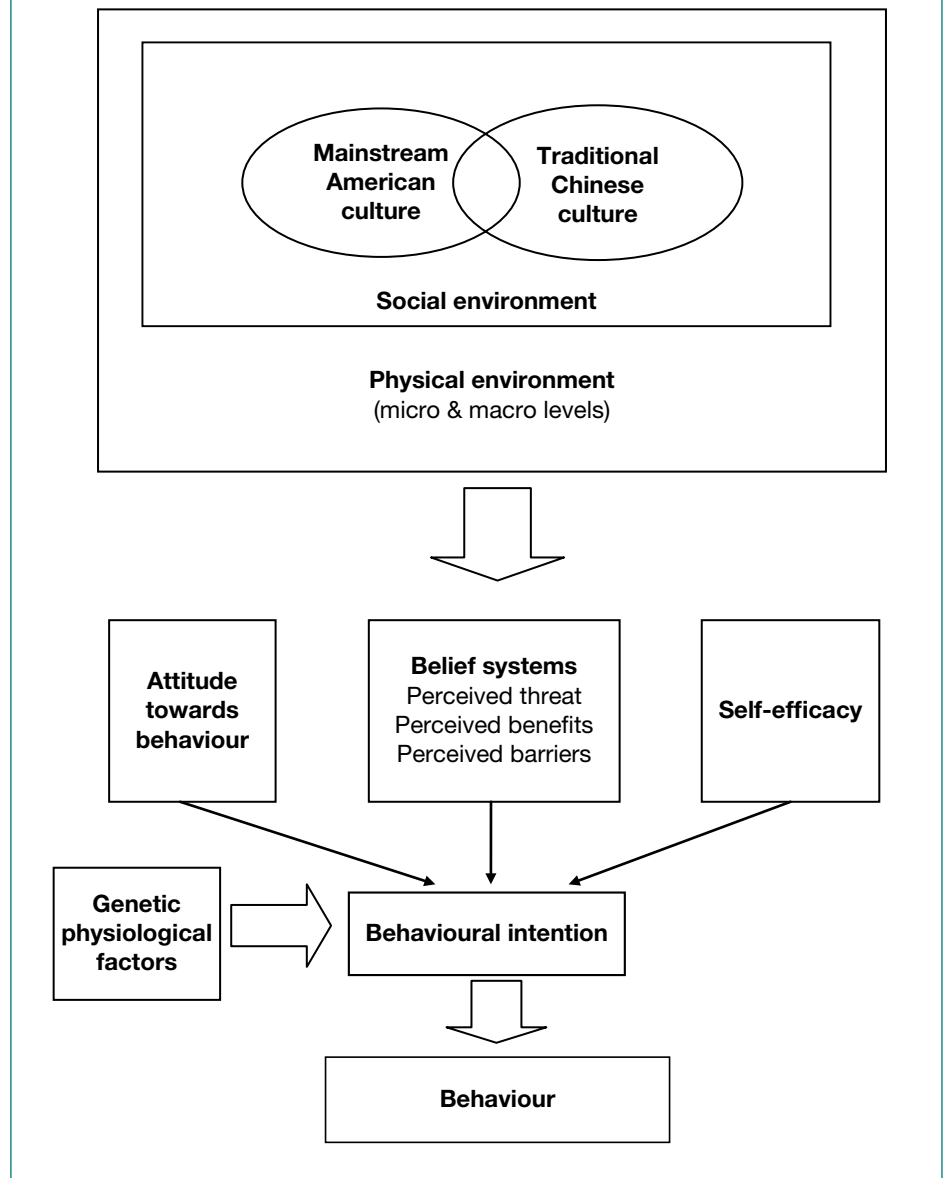 Mainstream
American
culture
Traditional
Chinese
culture
Social environment
Physical environment
(micro & macro levels)
Attitude
towards
behaviour
Belief systems
Perceived threat
Perceived benefits
Perceived barriers
Self-efficacy
Genetic
physiological
factors
Behavioural intention
Behaviour